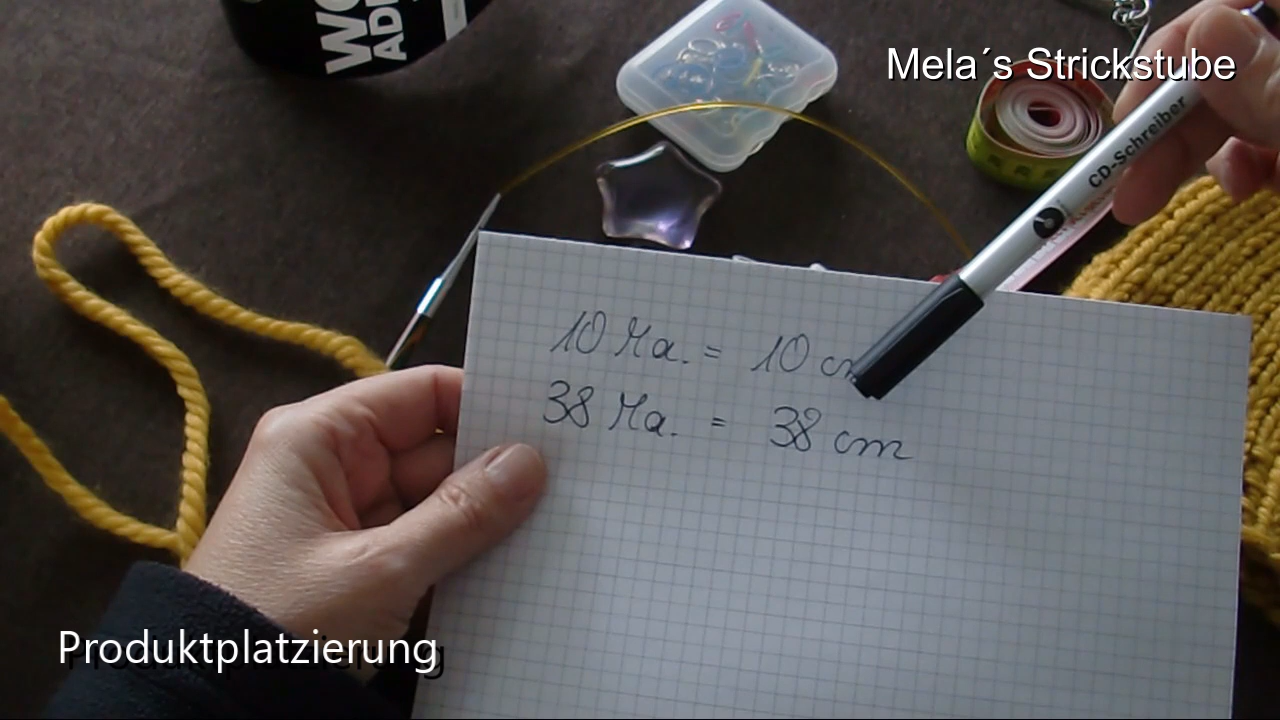 Mela´s Strickstube
CD-Schreiber
10 Ma. = 10 cm
38 Ma. = 38 cm
Produktplatzierung